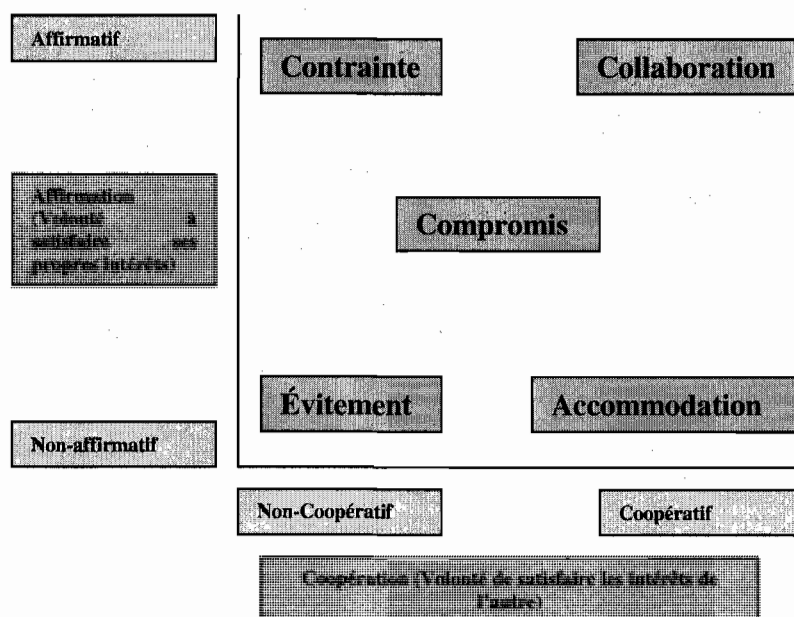 Affirmatif
Contrainte
Collaboration
Affirmation
(Volonté à
satisfaire ses
propres intérêts)
Compromis
Évitement
Accommodation
Non-affirmatif
Non-Coopératif
Coopératif
Coopération (Volonté de satisfaire les intérêts de
l'autre)